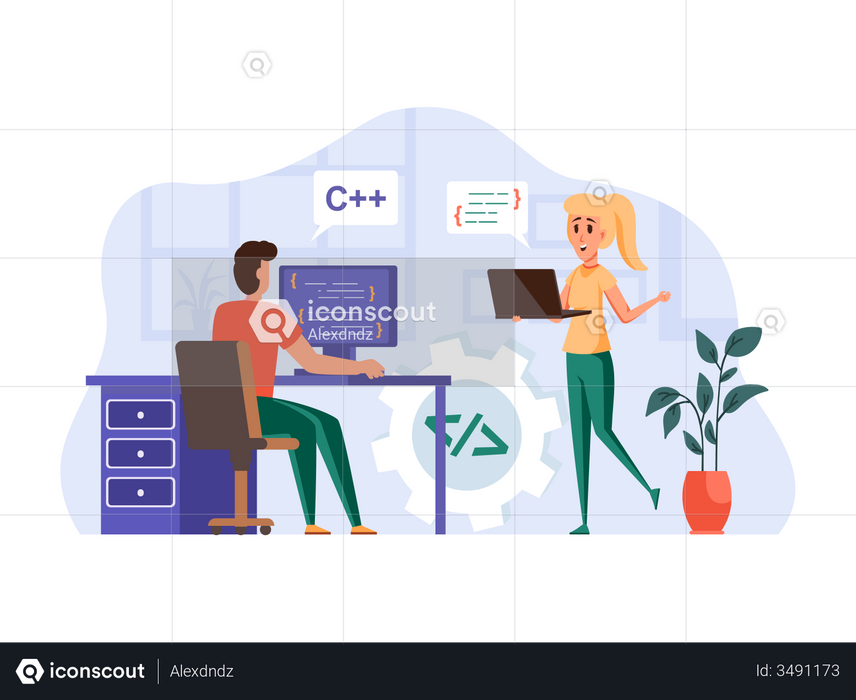 C++
{
}
{
}
{
}
iconscout
Alexdndz
</>
iconscout Alexdndz Id: 3491173